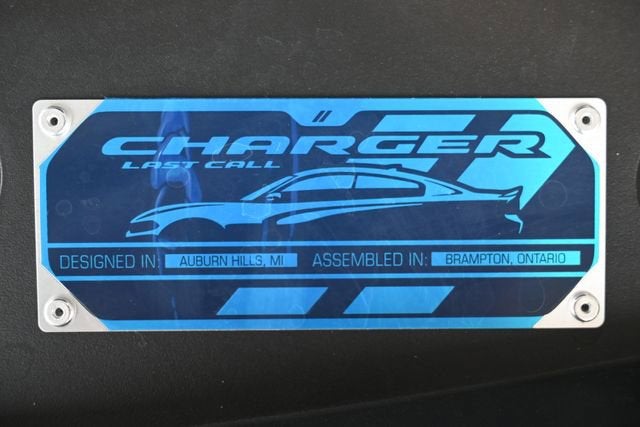 CHARGER
LAST CALL
DESIGNED IN: AUBURN HILLS, MI ASSEMBLED IN: BRAMPTON, ONTARIO